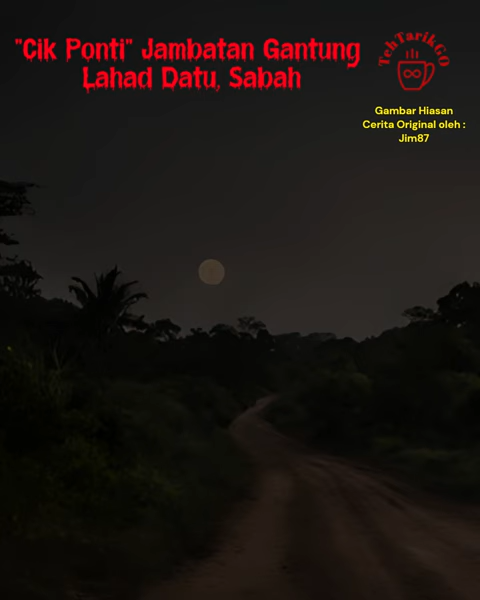 "Cik Ponti" Jambatan Gantung
Lahad Datu, Sabah
TehTarikGO
Gambar Hiasan
Cerita Original oleh :
Jim87